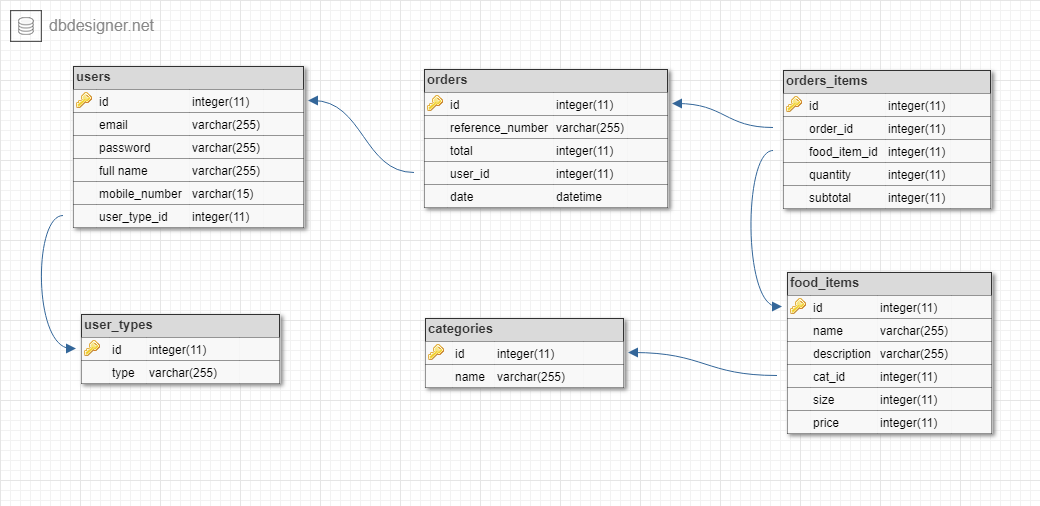 dbdesigner.net
users
id integer(11)
email varchar(255)
password varchar(255)
full name varchar(255)
mobile_number varchar(15)
user_type_id integer(11)
orders
id integer(11)
reference_number varchar(255)
total integer(11)
user_id integer(11)
date datetime
orders_items
id integer(11)
order_id integer(11)
food_item_id integer(11)
quantity integer(11)
subtotal integer(11)
user_types
id integer(11)
type varchar(255)
categories
id integer(11)
name varchar(255)
food_items
id integer(11)
name varchar(255)
description varchar(255)
cat_id integer(11)
size integer(11)
price integer(11)